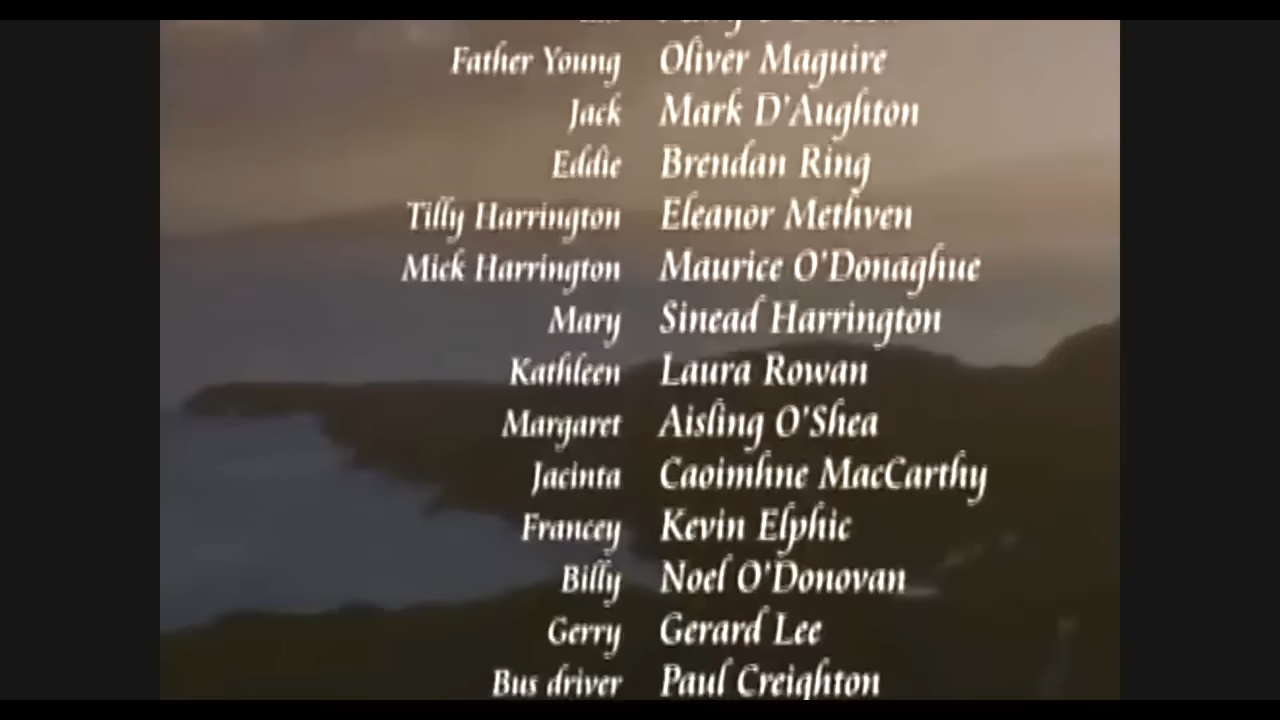 Father Young Oliver Maguire
Jack Mark D'Aughton
Eddie Brendan Ring
Tilly Harrington Eleanor Methven
Mick Harrington Maurice O'Donaghue
Mary Sinead Harrington
Kathleen Laura Rowan
Margaret Aisling O'Shea
Jacinta Caoimhne MacCarthy
Francey Kevin Elphic
Billy Noel O'Donovan
Gerry Gerard Lee
Bus driver Paul Creighton